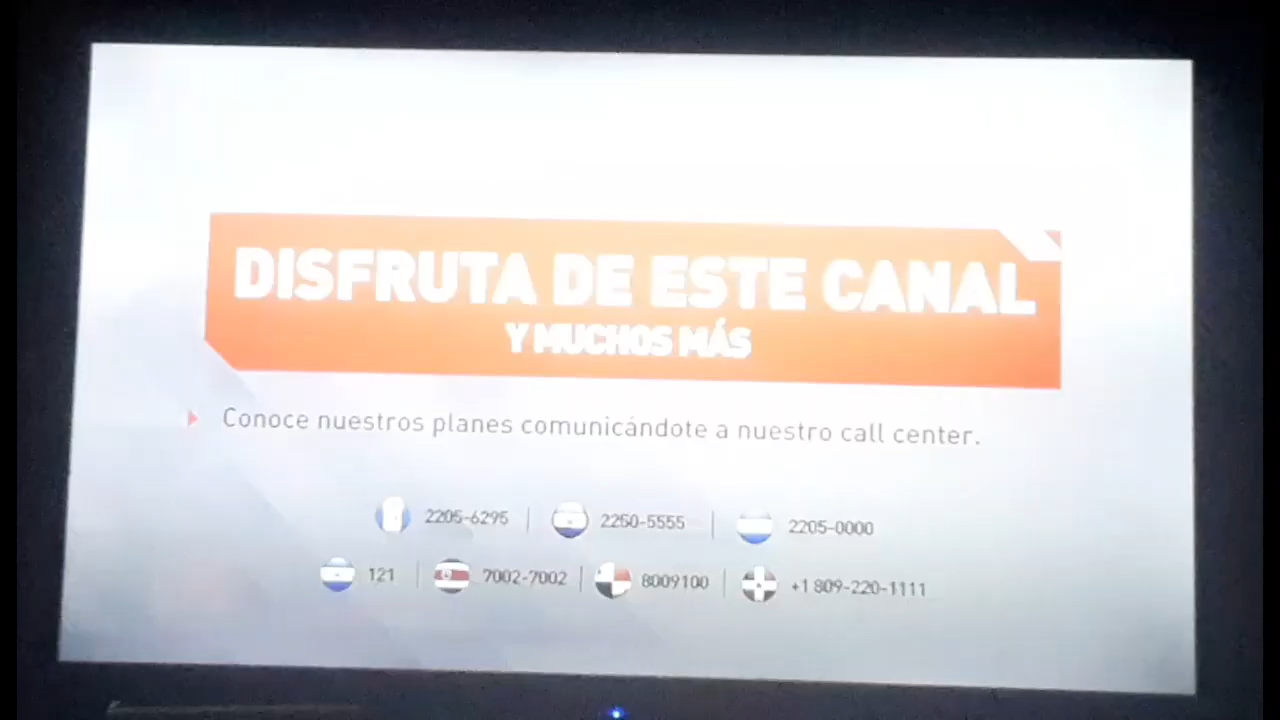 DISFRUTA DE ESTE CANAL
Y MUCHOS MÁS
Conoce nuestros planes comunicándote a nuestro call center.
2205-6295 | 2250-5555 | 2205-0000
121 | 7002-7002 | 8009100 | +1 809-220-1111